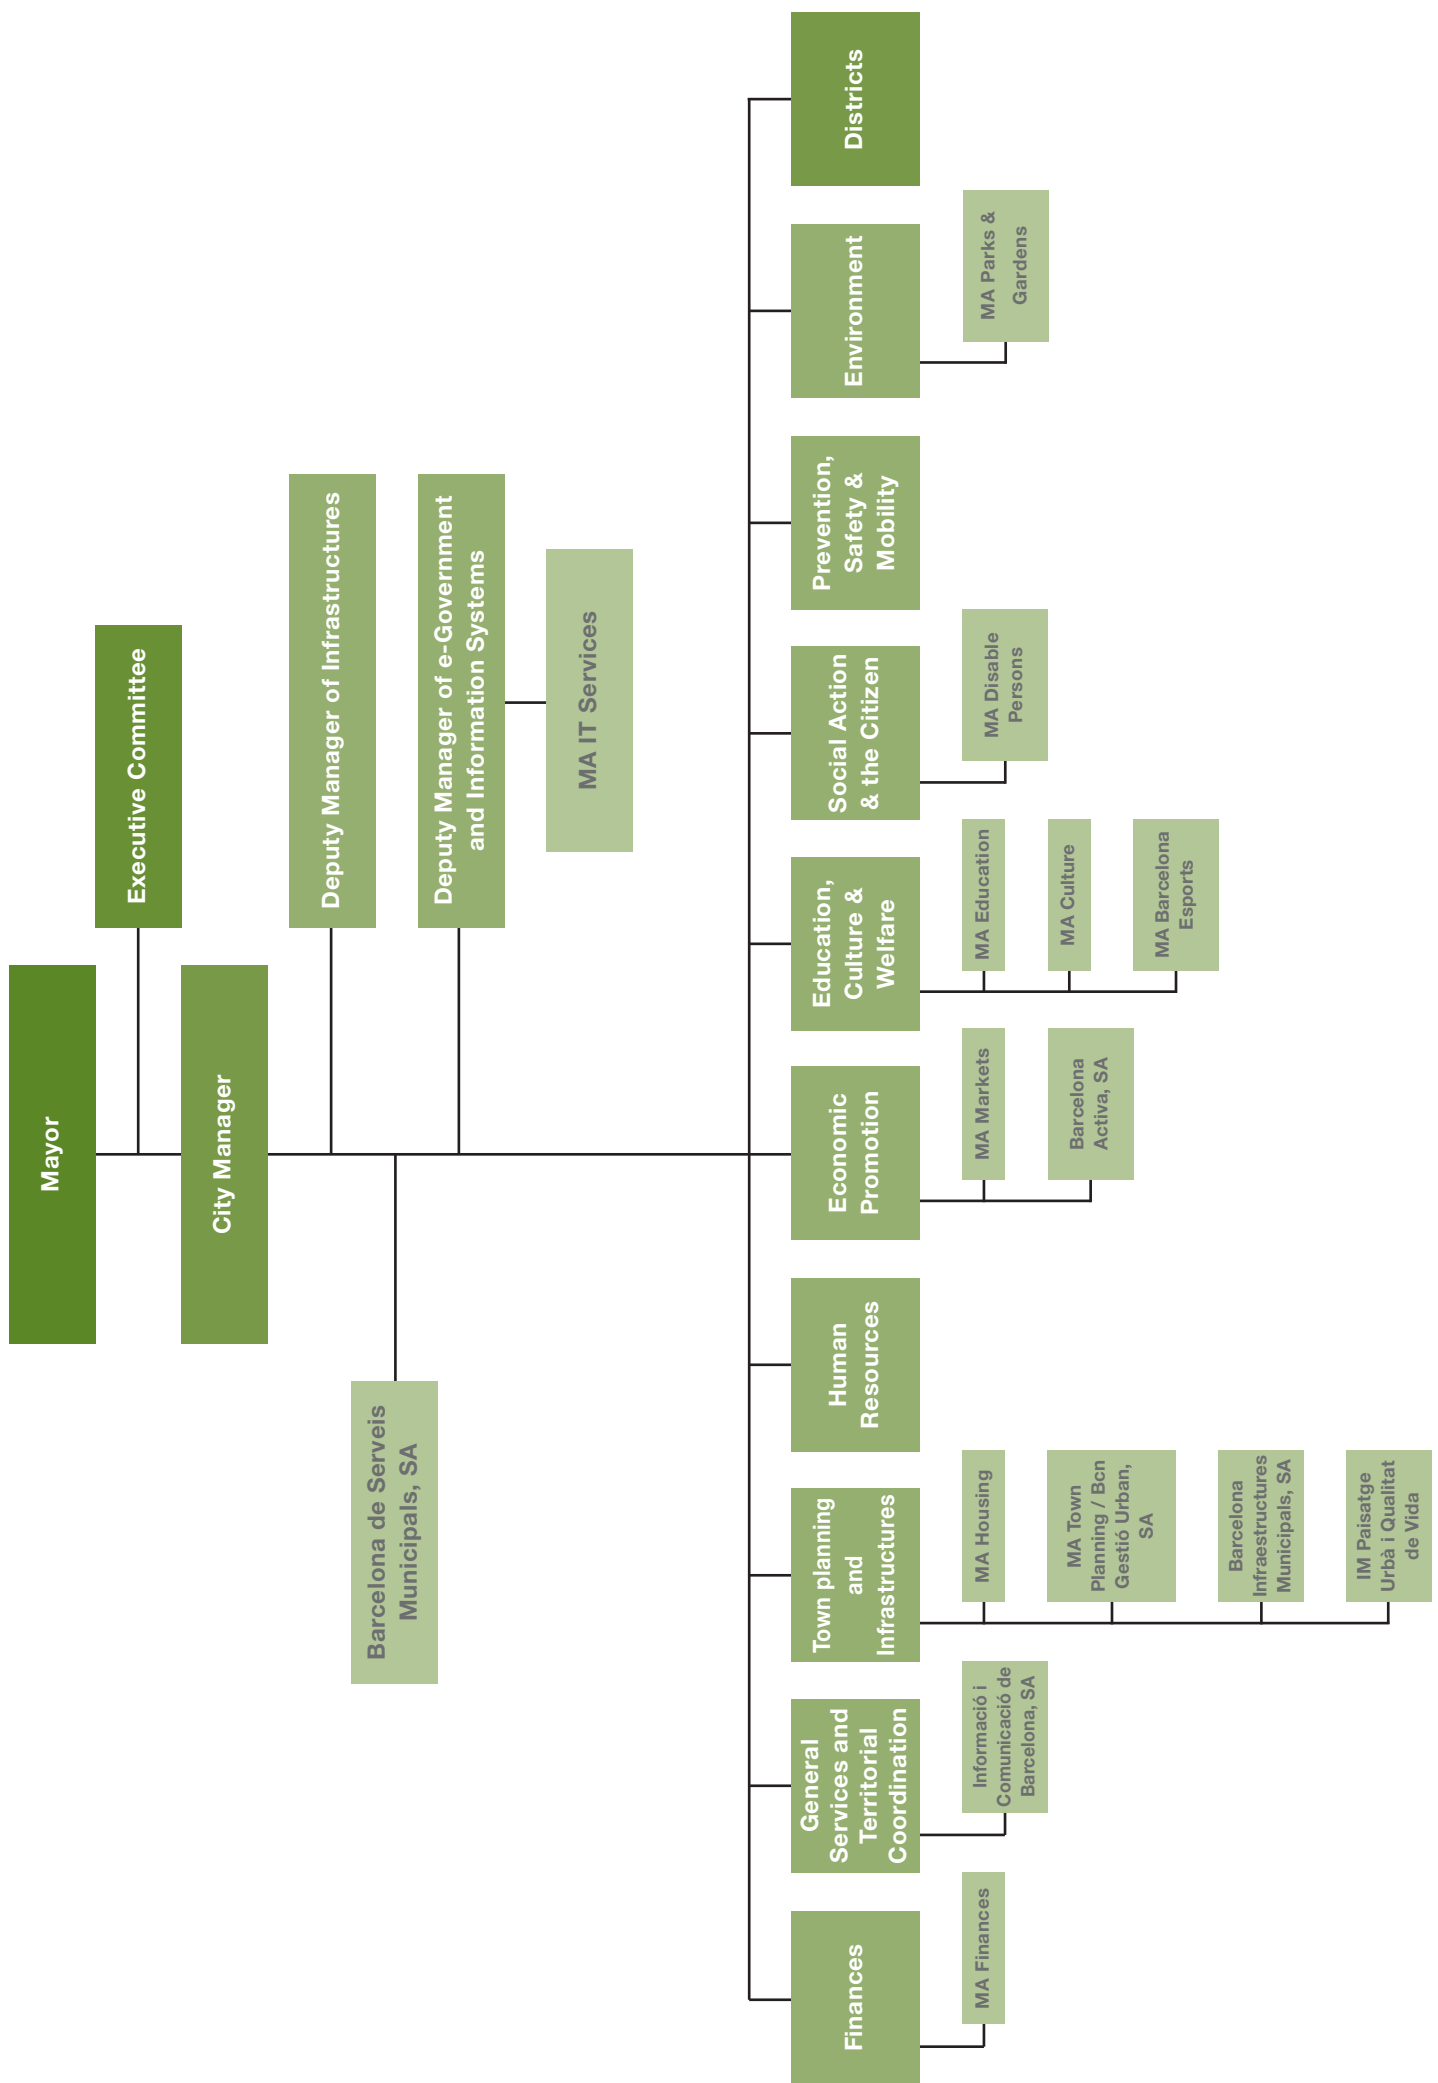 Mayor
Executive Committee
City Manager
Deputy Manager of Infrastructures
Barcelona de Serveis
Municipals, SA
Deputy Manager of e-Government
and Information Systems
MA IT Services
Finances
General
Services and
Territorial
Coordination
Town planning
and
Infrastructures
Human
Resources
Economic
Promotion
Education,
Culture &
Welfare
Social Action
& the Citizen
Prevention,
Safety &
Mobility
Environment
Districts
MA Finances
Informació i
Comunicació de
Barcelona, SA
MA Housing
MA Town
Planning / Bcn
Gestió Urban,
SA
Barcelona
Infraestructures
Municipals, SA
IM Paisatge
Urbà i Qualitat
de Vida
MA Markets
Barcelona
Activa, SA
MA Education
MA Culture
MA Barcelona
Esports
MA Disable
Persons
MA Parks &
Gardens